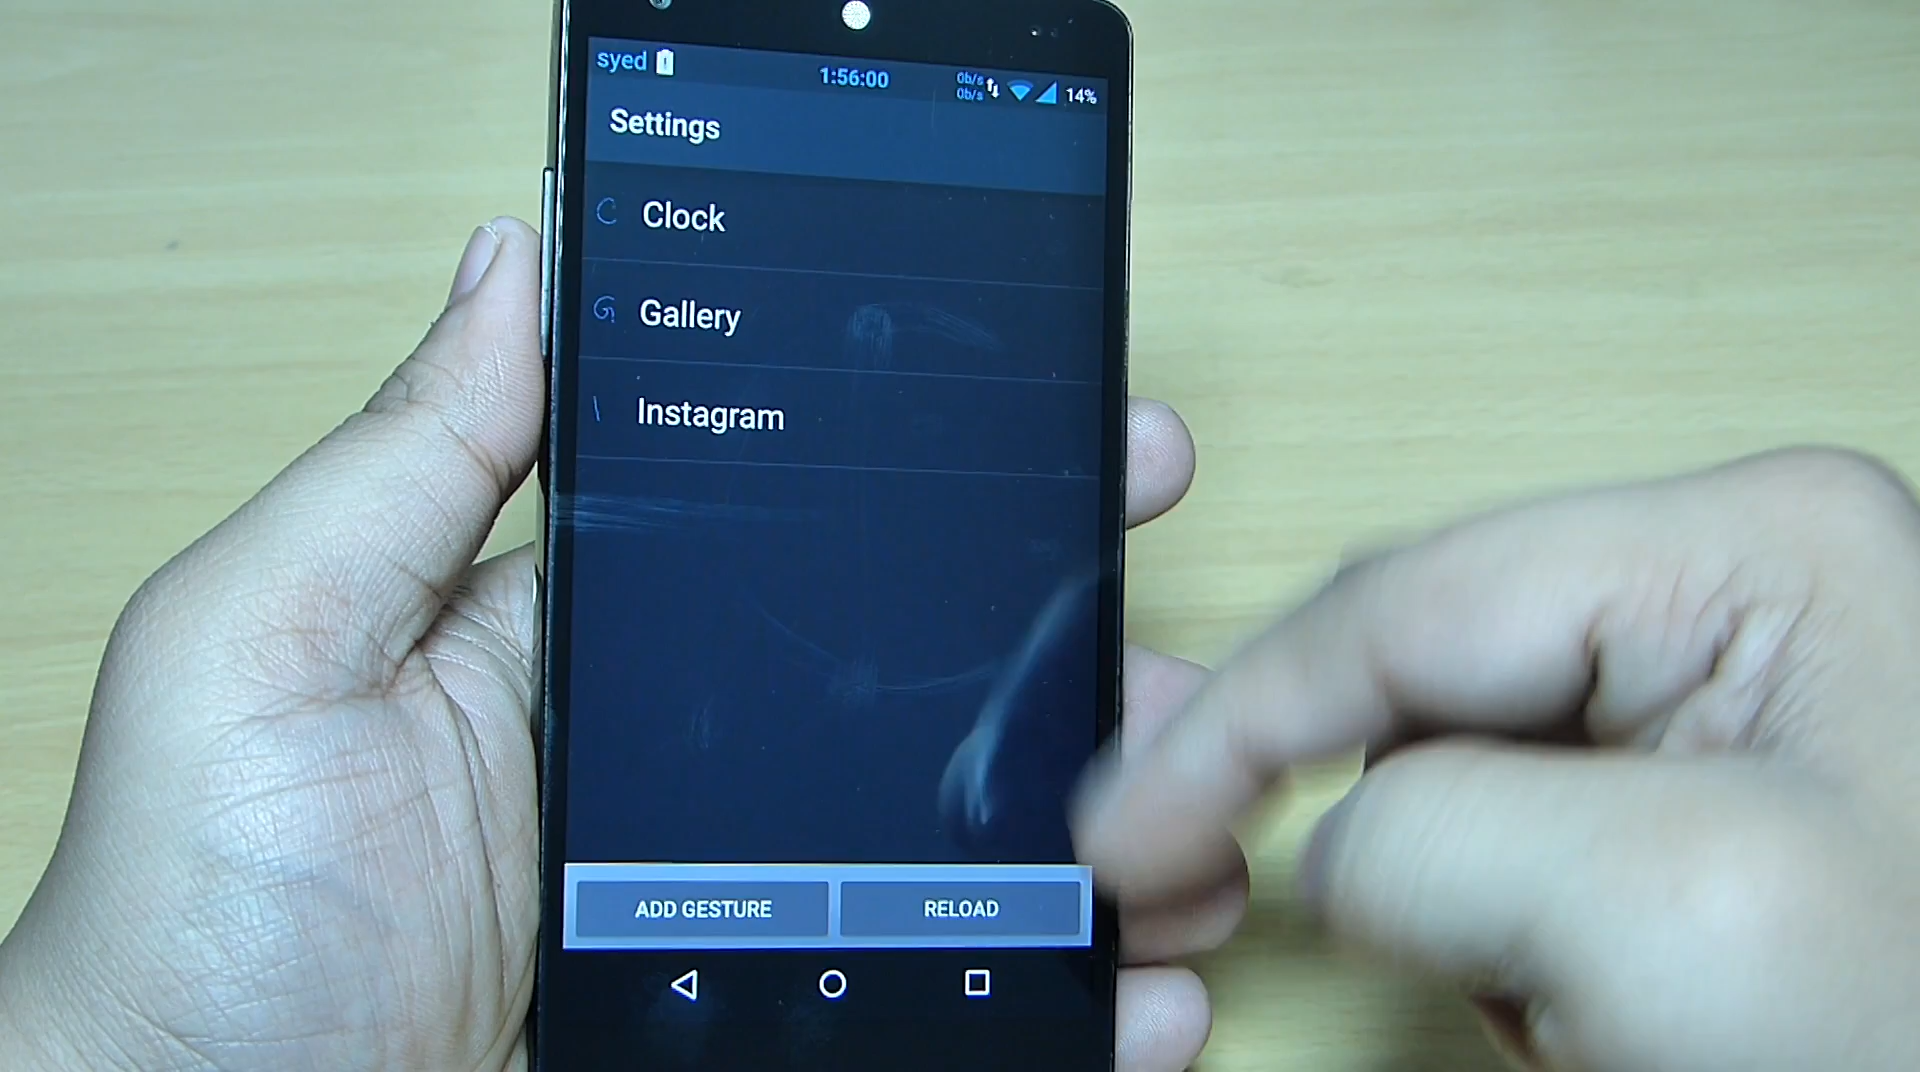 syed 1:56:00 0b/s 14%
0b/s
Settings
C Clock
G Gallery
I Instagram
ADD GESTURE RELOAD